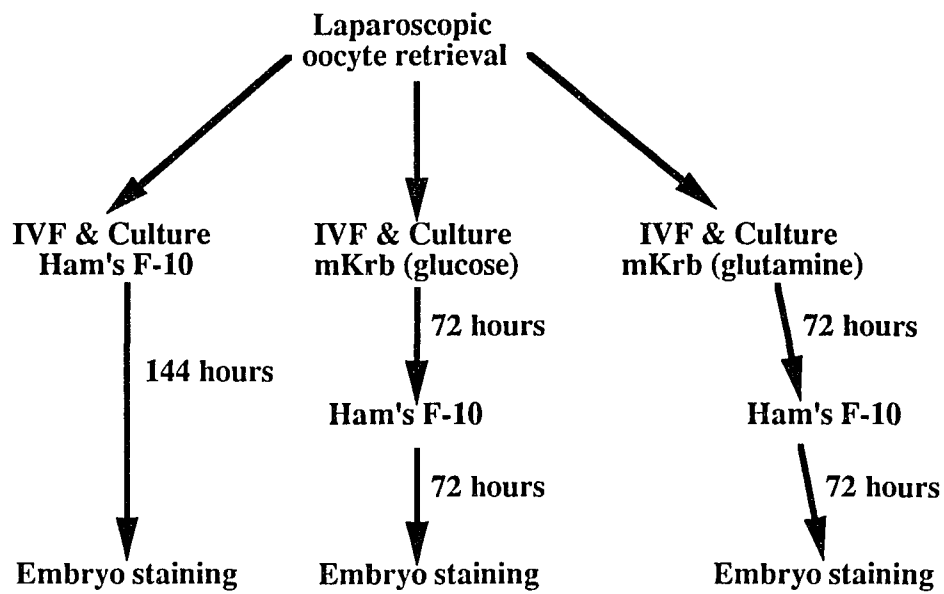 Laparoscopic
oocyte retrieval
IVF & Culture
Ham's F-10
IVF & Culture
mKrb (glucose)
IVF & Culture
mKrb (glutamine)
72 hours
72 hours
144 hours
Ham's F-10
Ham's F-10
72 hours
72 hours
Embryo staining
Embryo staining
Embryo staining